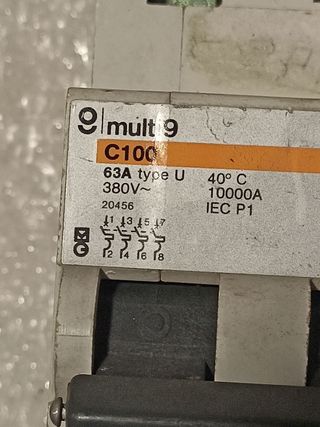 multi 9
C100
63A type U 40° C
380V~ 10000A
20456 IEC P1
1 3 5 7
2 4 6 8
MG